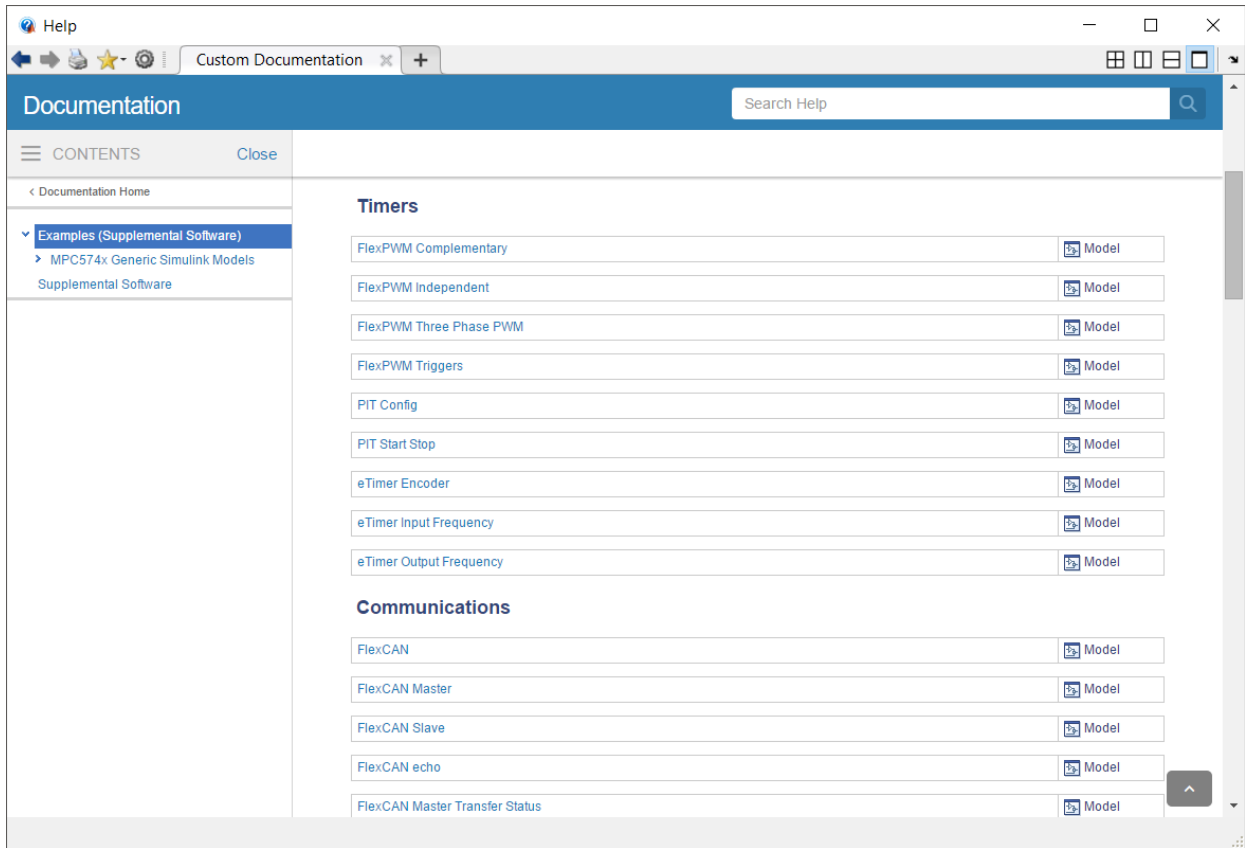 Help
Custom Documentation
Documentation
Search Help
CONTENTS Close
< Documentation Home
Examples (Supplemental Software)
MPC574x Generic Simulink Models
Supplemental Software
Timers
FlexPWM Complementary Model
FlexPWM Independent Model
FlexPWM Three Phase PWM Model
FlexPWM Triggers Model
PIT Config Model
PIT Start Stop Model
eTimer Encoder Model
eTimer Input Frequency Model
eTimer Output Frequency Model
Communications
FlexCAN Model
FlexCAN Master Model
FlexCAN Slave Model
FlexCAN echo Model
FlexCAN Master Transfer Status Model